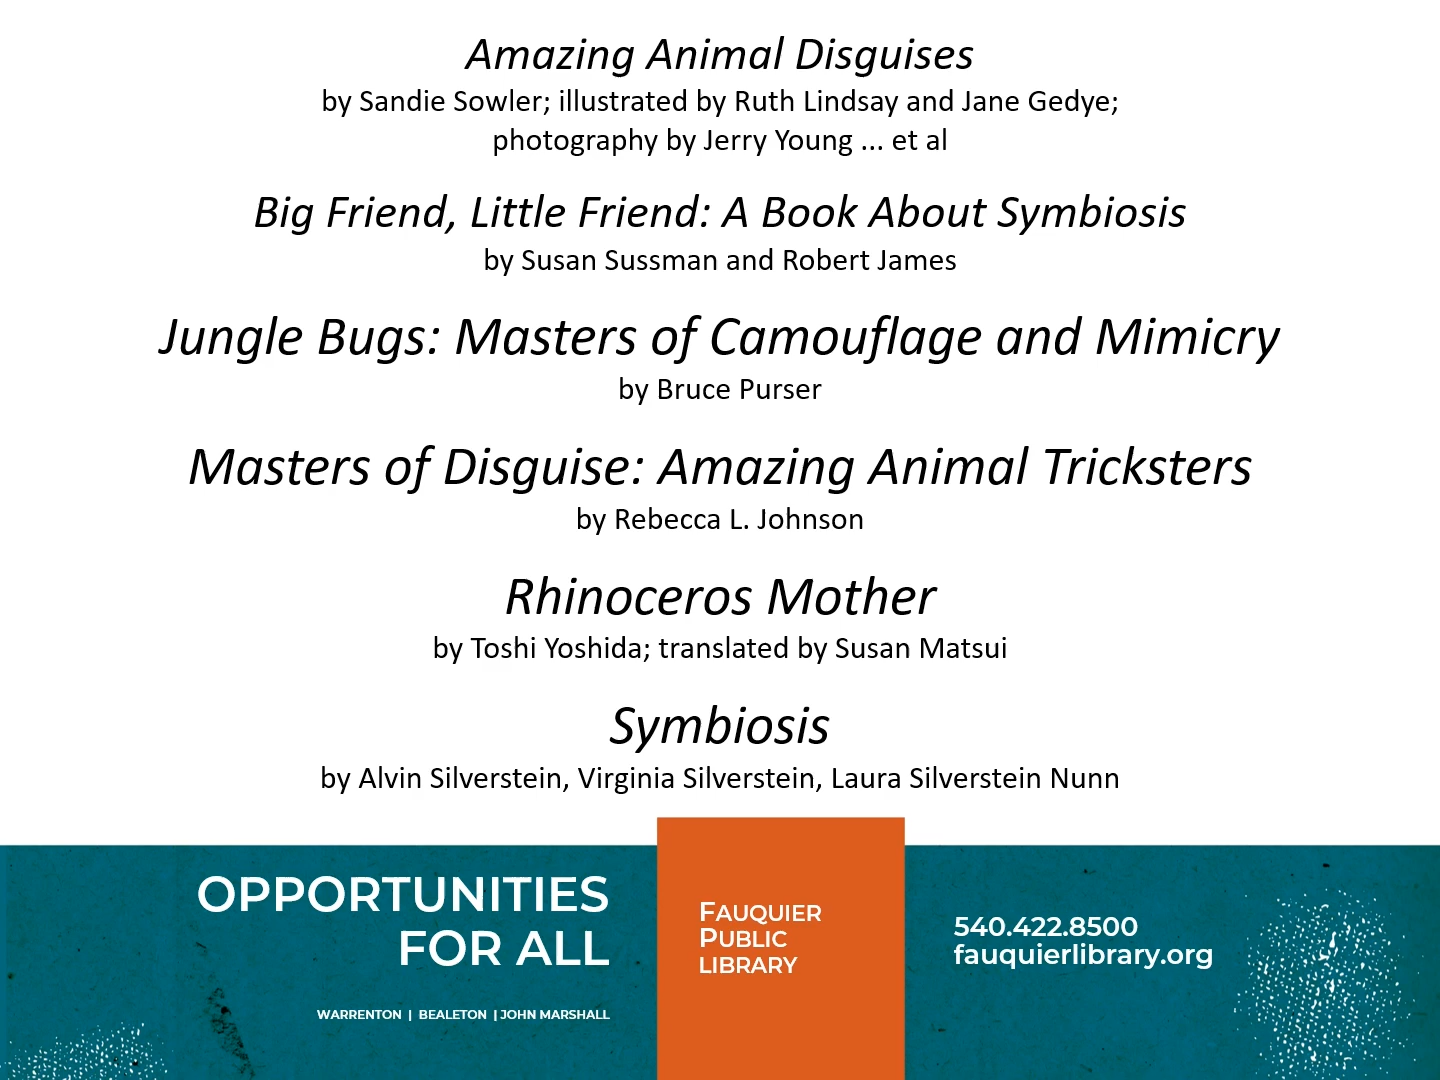 Amazing Animal Disguises
by Sandie Sowler; illustrated by Ruth Lindsay and Jane Gedye;
photography by Jerry Young ... et al
Big Friend, Little Friend: A Book About Symbiosis
by Susan Sussman and Robert James
Jungle Bugs: Masters of Camouflage and Mimicry
by Bruce Purser
Masters of Disguise: Amazing Animal Tricksters
by Rebecca L. Johnson
Rhinoceros Mother
by Toshi Yoshida; translated by Susan Matsui
Symbiosis
by Alvin Silverstein, Virginia Silverstein, Laura Silverstein Nunn
OPPORTUNITIES
FOR ALL
WARRENTON | BEALETON | JOHN MARSHALL
FAUQUIER
PUBLIC
LIBRARY
540.422.8500
fauquierlibrary.org